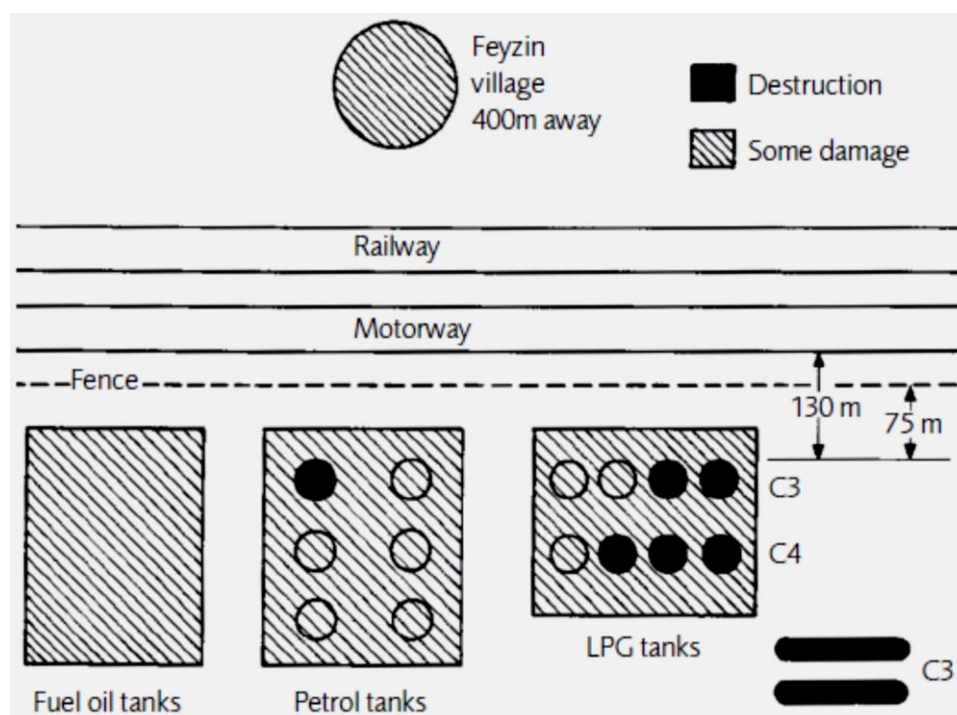 Feyzin
village
400m away
Destruction
Some damage
Railway
Motorway
Fence
130 m
75 m
C3
C4
LPG tanks
C3
Fuel oil tanks
Petrol tanks